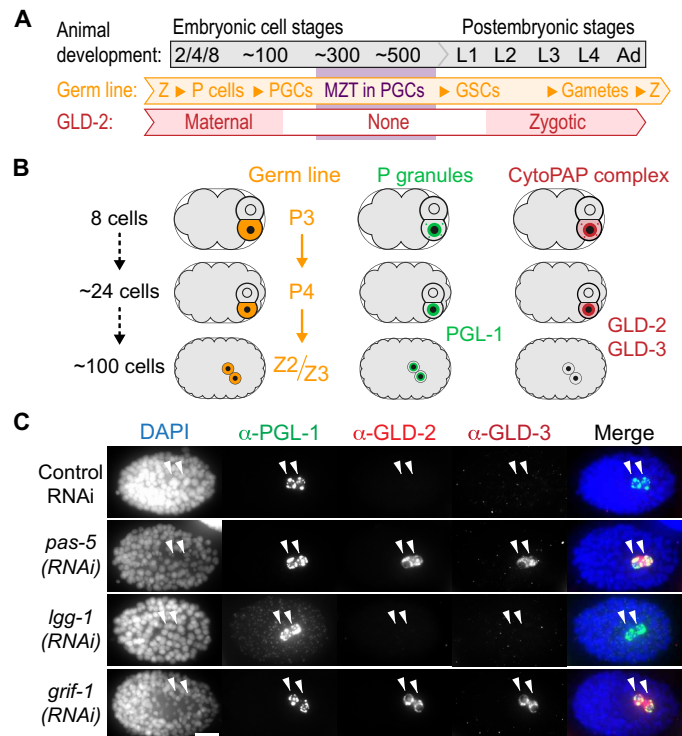 A
Animal development:
Embryonic cell stages
Postembryonic stages
2/4/8 ~100 ~300 ~500 L1 L2 L3 L4 Ad
Germ line: Z ▶ P cells ▶ PGCs MZT in PGCs ▶ GSCs ▶ Gametes ▶ Z
GLD-2: Maternal None Zygotic
B
Germ line P granules CytoPAP complex
8 cells P3
~24 cells P4
PGL-1 GLD-2
GLD-3
~100 cells Z2/Z3
C
DAPI α-PGL-1 α-GLD-2 α-GLD-3 Merge
Control
RNAi
pas-5
(RNAi)
lgg-1
(RNAi)
grif-1
(RNAi)